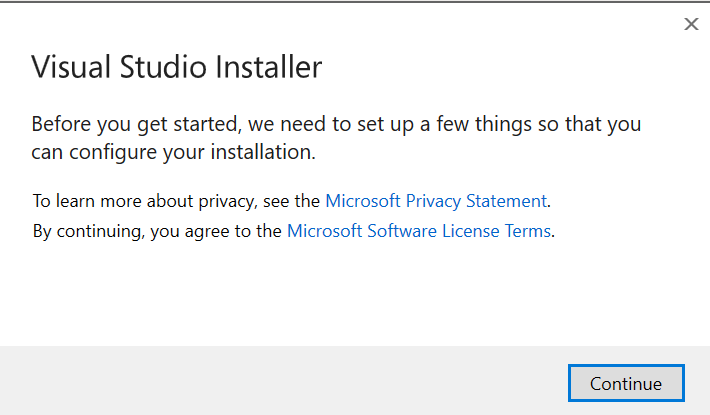 Visual Studio Installer
Before you get started, we need to set up a few things so that you
can configure your installation.
To learn more about privacy, see the Microsoft Privacy Statement.
By continuing, you agree to the Microsoft Software License Terms.
Continue